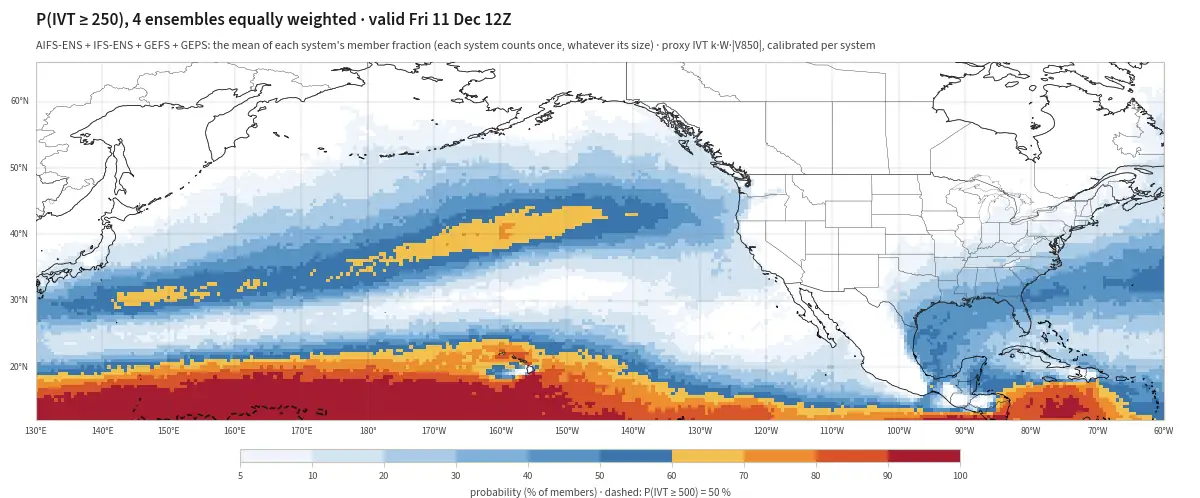 P(IVT ≥ 250), 4 ensembles equally weighted · valid Fri 11 Dec 12Z
AIFS-ENS + IFS-ENS + GEFS + GEPS: the mean of each system's member fraction (each system counts once, whatever its size) · proxy IVT k·W·|V850|, calibrated per system
60°N
50°N
40°N
30°N
20°N
130°E 140°E 150°E 160°E 170°E 180° 170°W 160°W 150°W 140°W 130°W 120°W 110°W 100°W 90°W 80°W 70°W 60°W
5 10 20 30 40 50 60 70 80 90 100
probability (% of members) · dashed: P(IVT ≥ 500) = 50 %